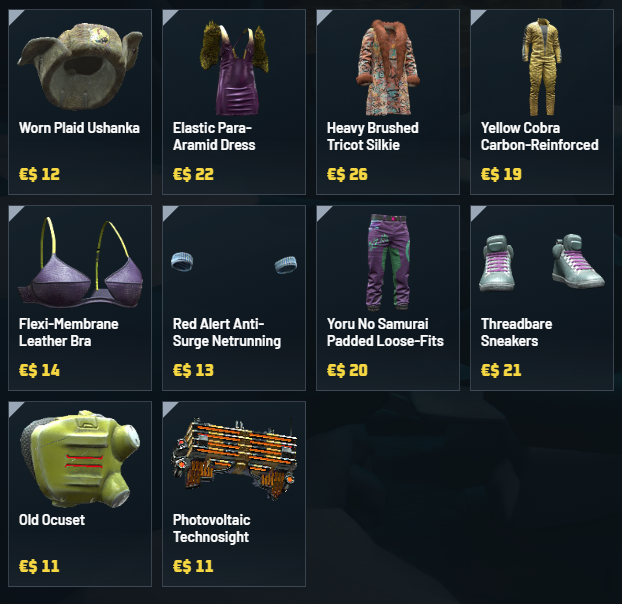 Worn Plaid Ushanka
€$ 12
Elastic Para-
Aramid Dress
€$ 22
Heavy Brushed
Tricot Silkie
€$ 26
Yellow Cobra
Carbon-Reinforced
€$ 19
Flexi-Membrane
Leather Bra
€$ 14
Red Alert Anti-
Surge Netrunning
€$ 13
Yoru No Samurai
Padded Loose-Fits
€$ 20
Threadbare
Sneakers
€$ 21
Old Ocuset
€$ 11
Photovoltaic
Technosight
€$ 11